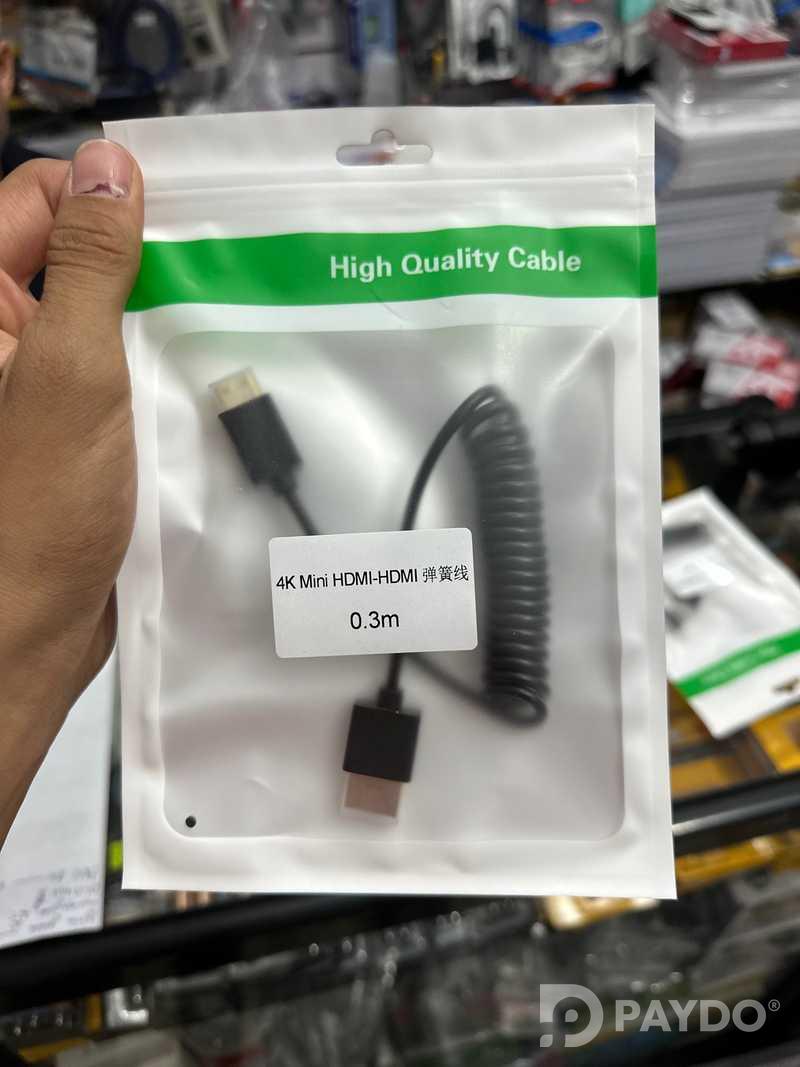 High Quality Cable
4K Mini HDMI-HDMI 弹簧线
0.3m
PAYDO®